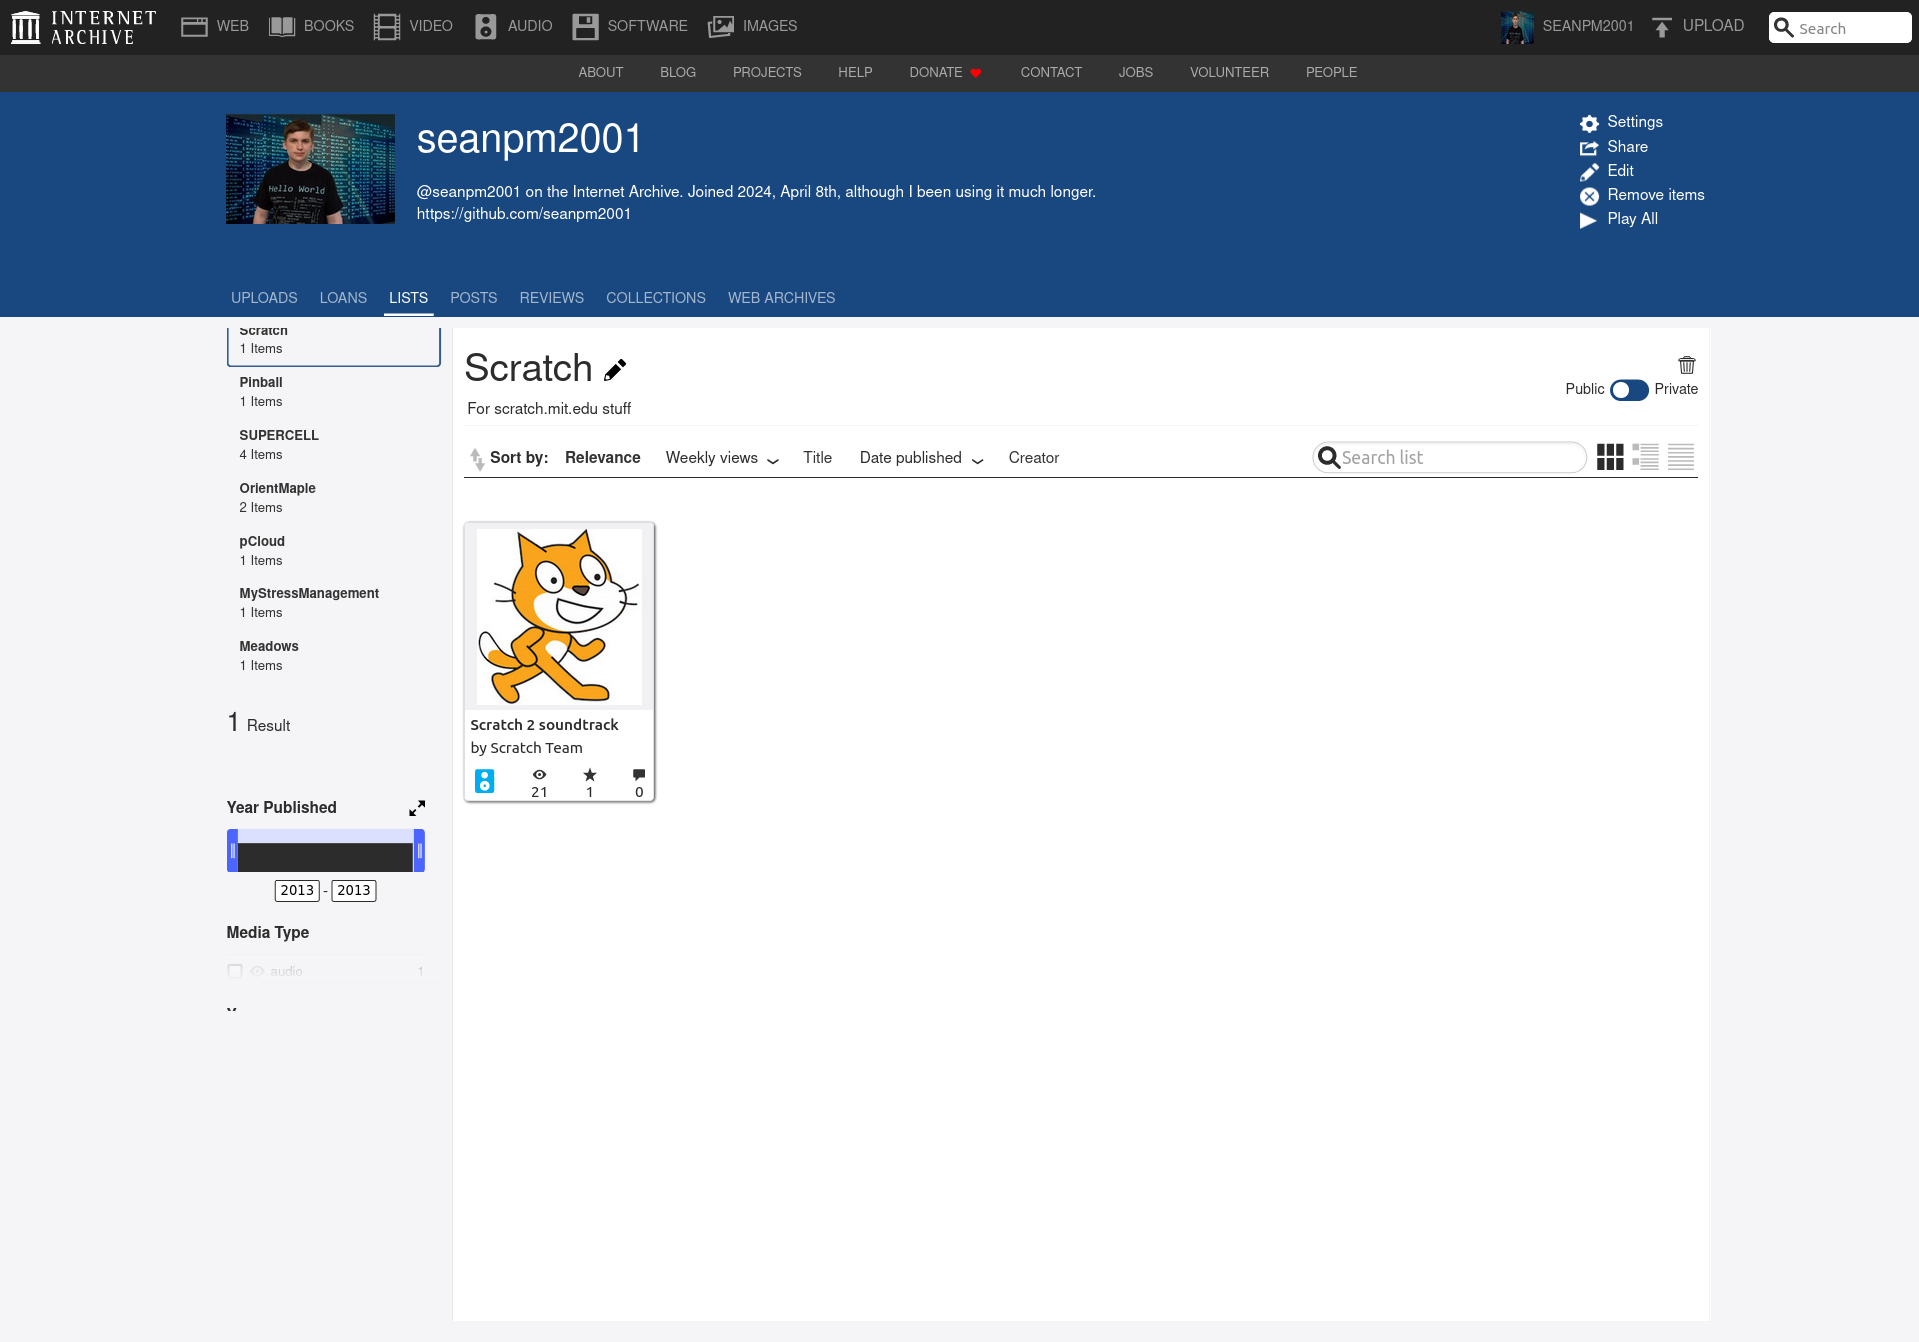 INTERNET ARCHIVE
WEB BOOKS VIDEO AUDIO SOFTWARE IMAGES
SEANPM2001 UPLOAD Search
ABOUT BLOG PROJECTS HELP DONATE CONTACT JOBS VOLUNTEER PEOPLE
Hello World
seanpm2001
@seanpm2001 on the Internet Archive. Joined 2024, April 8th, although I been using it much longer.
https://github.com/seanpm2001
Settings
Share
Edit
Remove items
Play All
UPLOADS LOANS LISTS POSTS REVIEWS COLLECTIONS WEB ARCHIVES
Scratch
1 Items
Pinball
1 Items
SUPERCELL
4 Items
OrientMaple
2 Items
pCloud
1 Items
MyStressManagement
1 Items
Meadows
1 Items
1 Result
Year Published
2013 - 2013
Media Type
audio 1
Scratch
For scratch.mit.edu stuff
Public Private
Sort by: Relevance Weekly views Title Date published Creator
Search list
Scratch 2 soundtrack
by Scratch Team
21 1 0